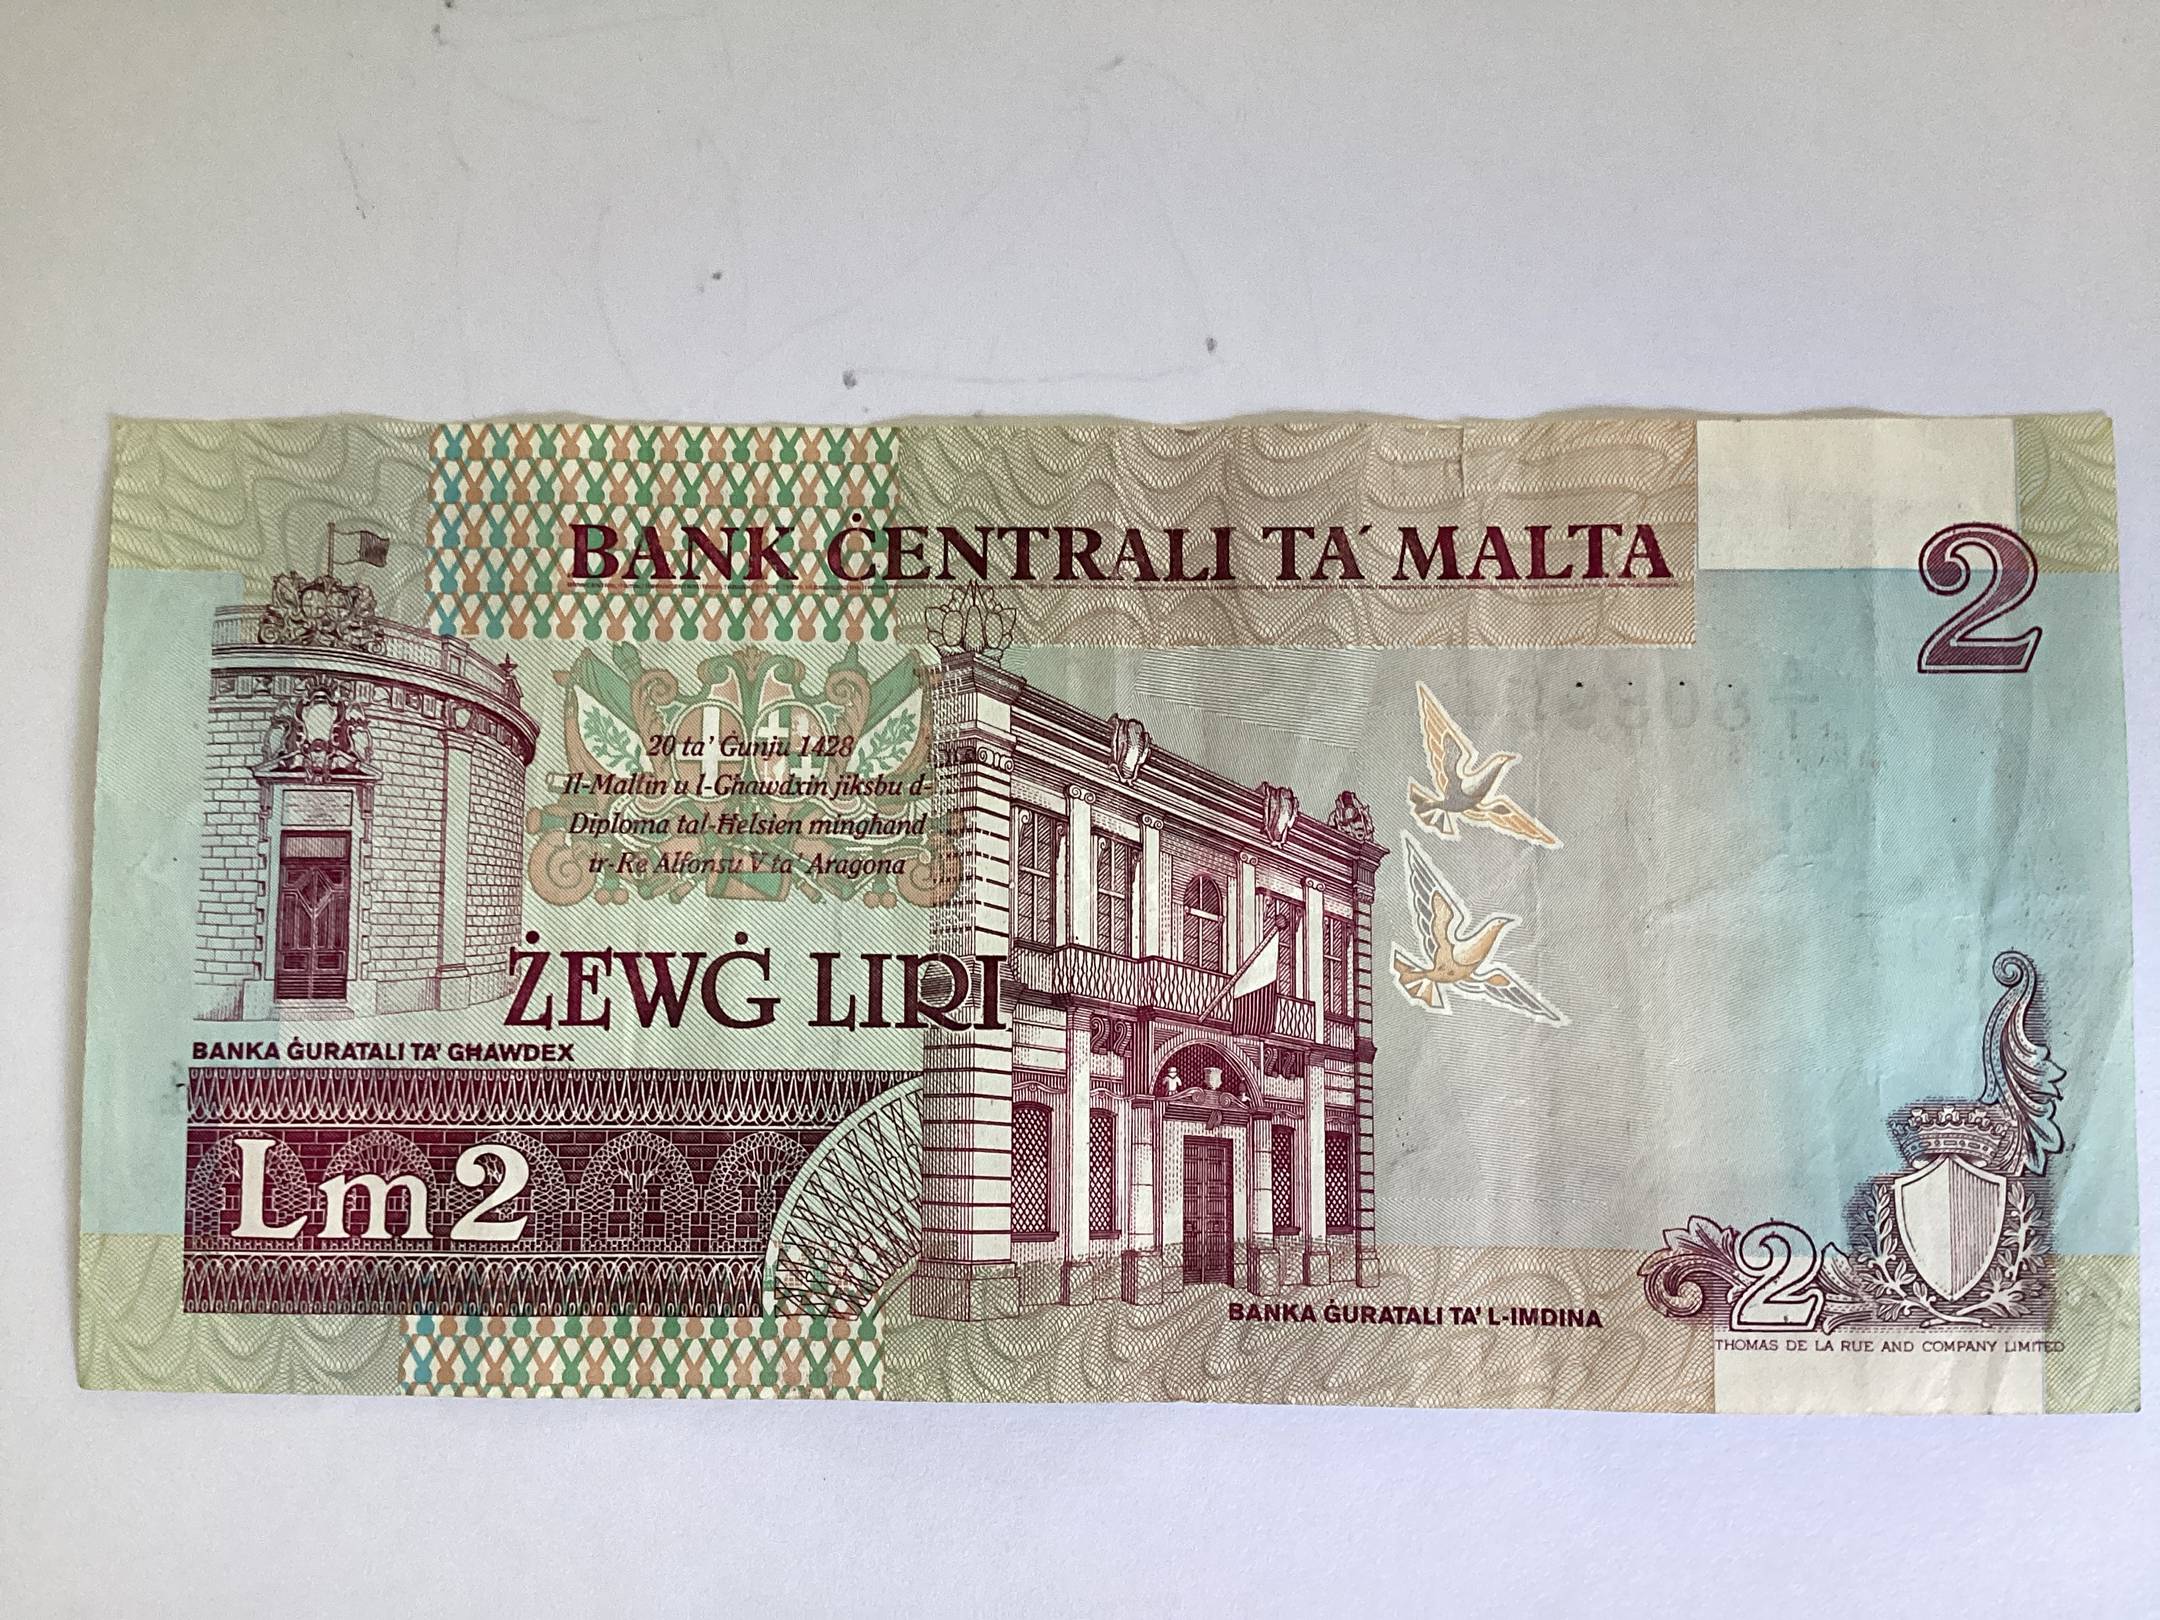 BANK ĊENTRALI TA' MALTA
2
20 ta' Ġunju 1428
Il-Maltin u l-Għawdxin jiksbu d-
Diploma tal-Ħelsien mingħand
ir-Re Alfonsu V ta' Aragona
ŻEWĠ LIRI
BANKA ĠURATALI TA' GĦAWDEX
Lm2
BANKA ĠURATALI TA' L-IMDINA
2
THOMAS DE LA RUE AND COMPANY LIMITED